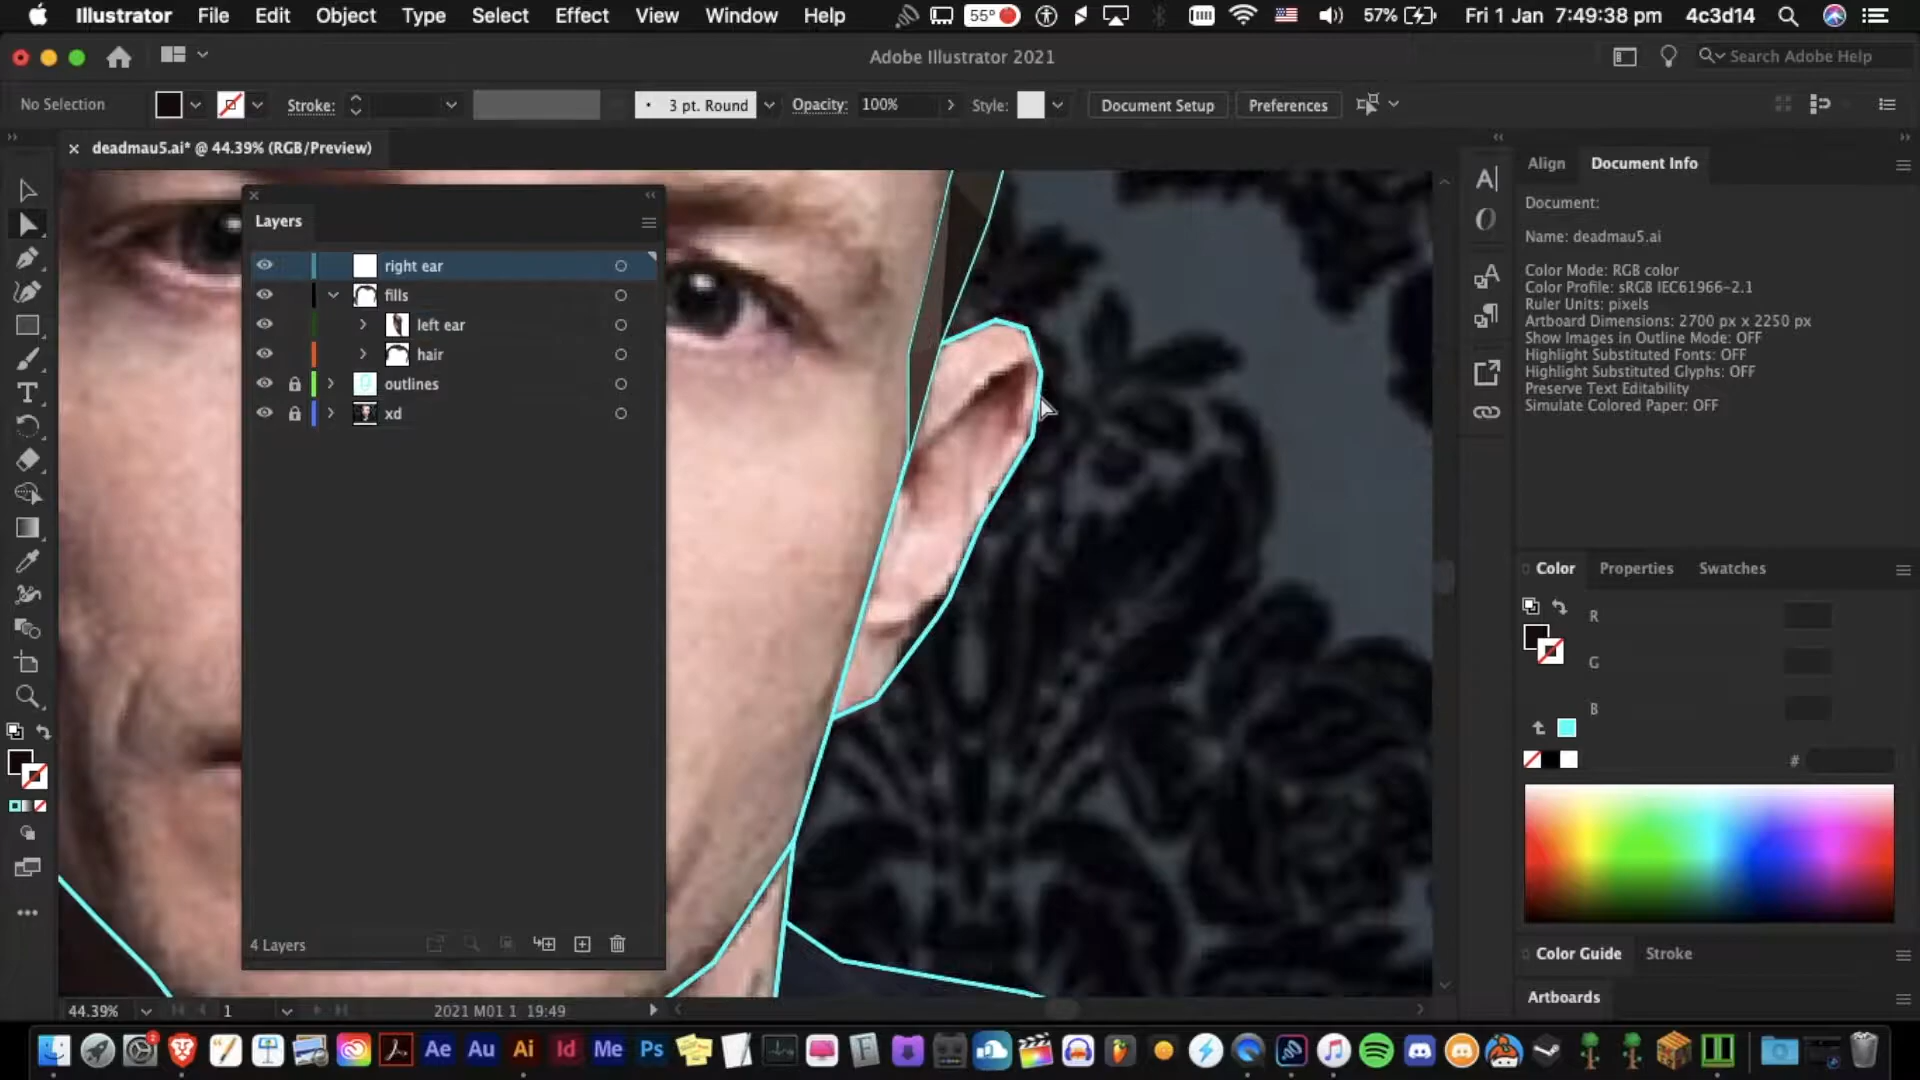 Illustrator File Edit Object Type Select Effect View Window Help 55° 57% Fri 1 Jan 7:49:38 pm 4c3d14
Adobe Illustrator 2021 Search Adobe Help
No Selection Stroke: 3 pt. Round Opacity: 100% Style: Document Setup Preferences
deadmau5.ai* @ 44.39% (RGB/Preview)
Layers
right ear
fills
left ear
hair
outlines
xd
4 Layers
Align Document Info
Document:
Name: deadmau5.ai
Color Mode: RGB color
Color Profile: sRGB IEC61966-2.1
Ruler Units: pixels
Artboard Dimensions: 2700 px x 2250 px
Show Images in Outline Mode: OFF
Highlight Substituted Fonts: OFF
Highlight Substituted Glyphs: OFF
Preserve Text Editability
Simulate Colored Paper: OFF
Color Properties Swatches
R
G
B
#
Color Guide Stroke
Artboards
44.39% 1 2021 M01 1 19:49
Ae Au Ai Id Me Ps